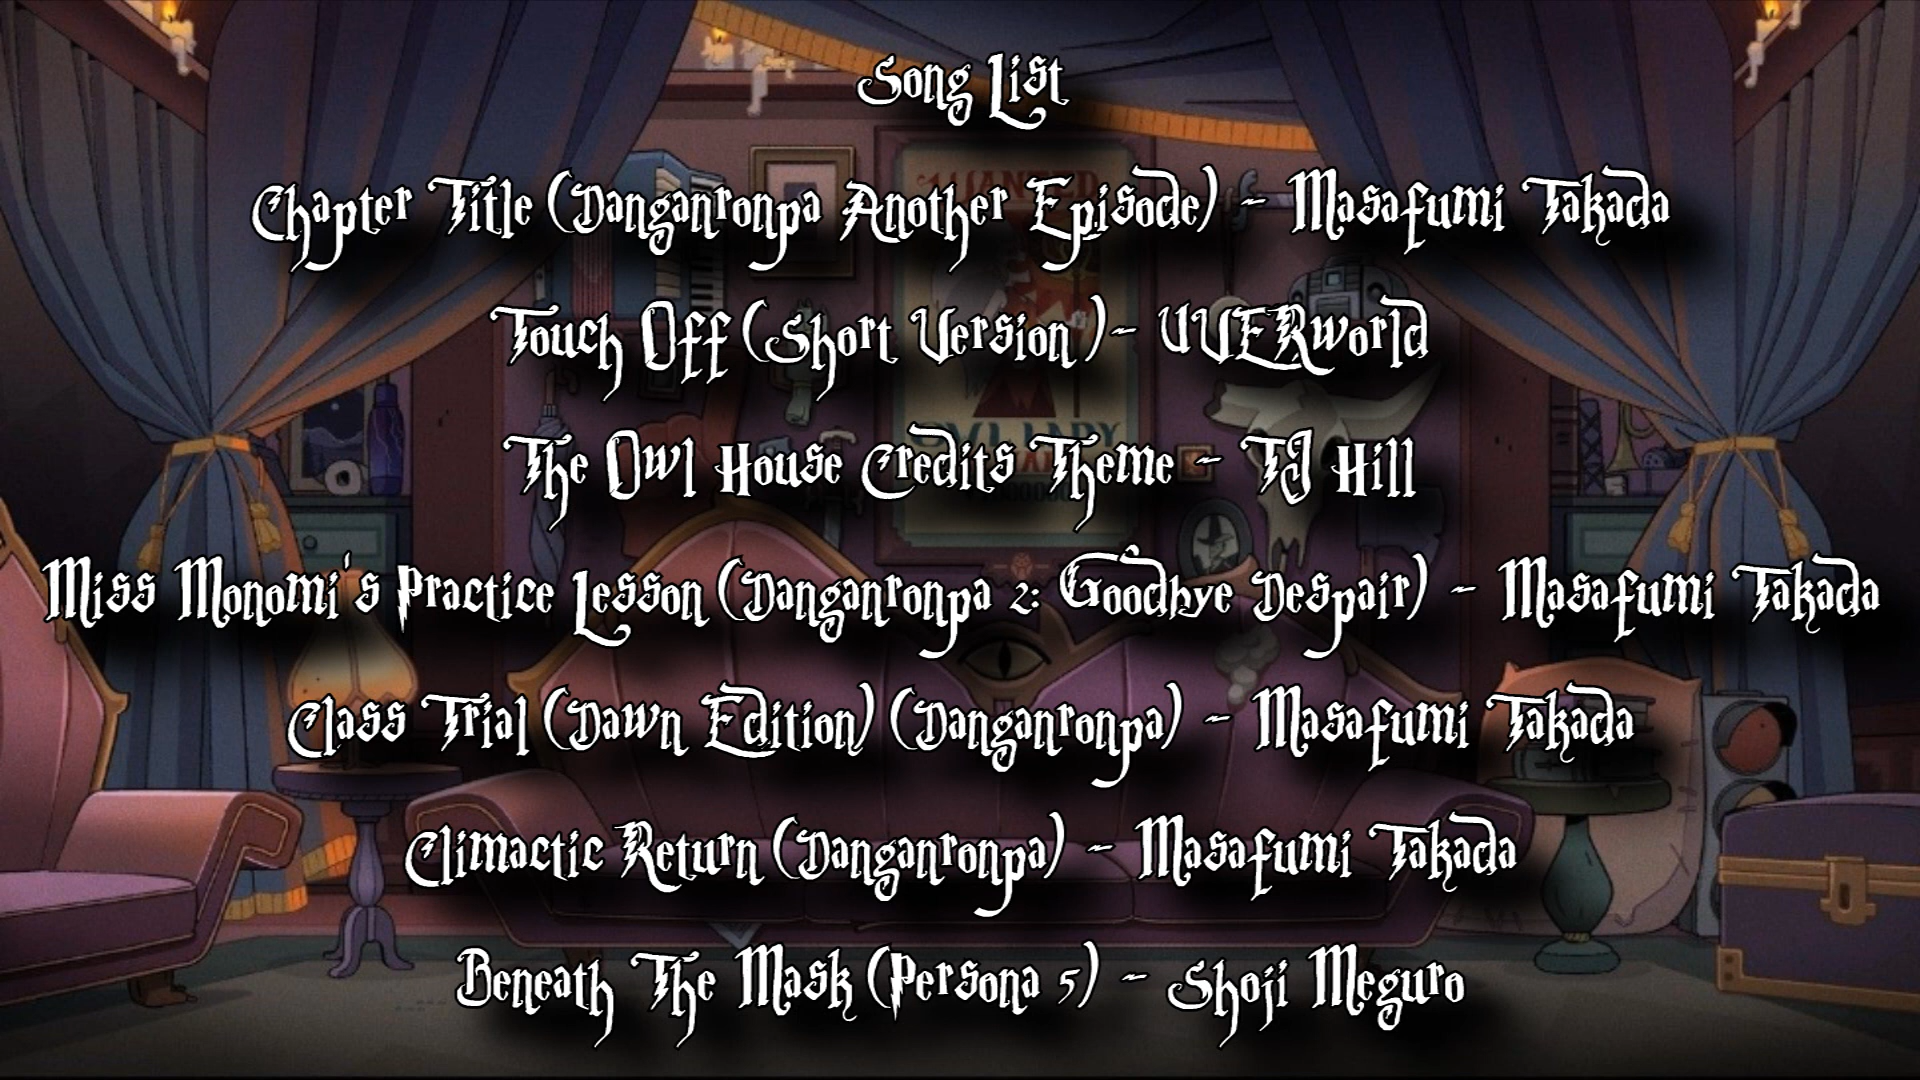 Song List
Chapter Title (Danganronpa Another Episode) - Masafumi Takada
Touch Off (Short Version) - UVERworld
The Owl House Credits Theme - TJ Hill
Miss Monomi's Practice Lesson (Danganronpa 2: Goodbye Despair) - Masafumi Takada
Class Trial (Dawn Edition) (Danganronpa) - Masafumi Takada
Climactic Return (Danganronpa) - Masafumi Takada
Beneath The Mask (Persona 5) - Shoji Meguro
WANTED